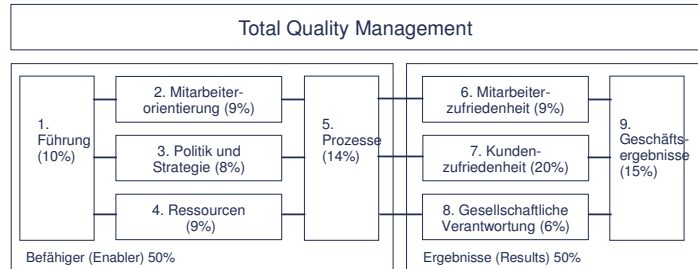 Total Quality Management
1.
Führung
(10%)
2. Mitarbeiter-
orientierung (9%)
3. Politik und
Strategie (8%)
4. Ressourcen
(9%)
5.
Prozesse
(14%)
6. Mitarbeiter-
zufriedenheit (9%)
7. Kunden-
zufriedenheit (20%)
8. Gesellschaftliche
Verantwortung (6%)
9.
Geschäfts-
ergebnisse
(15%)
Befähiger (Enabler) 50%
Ergebnisse (Results) 50%